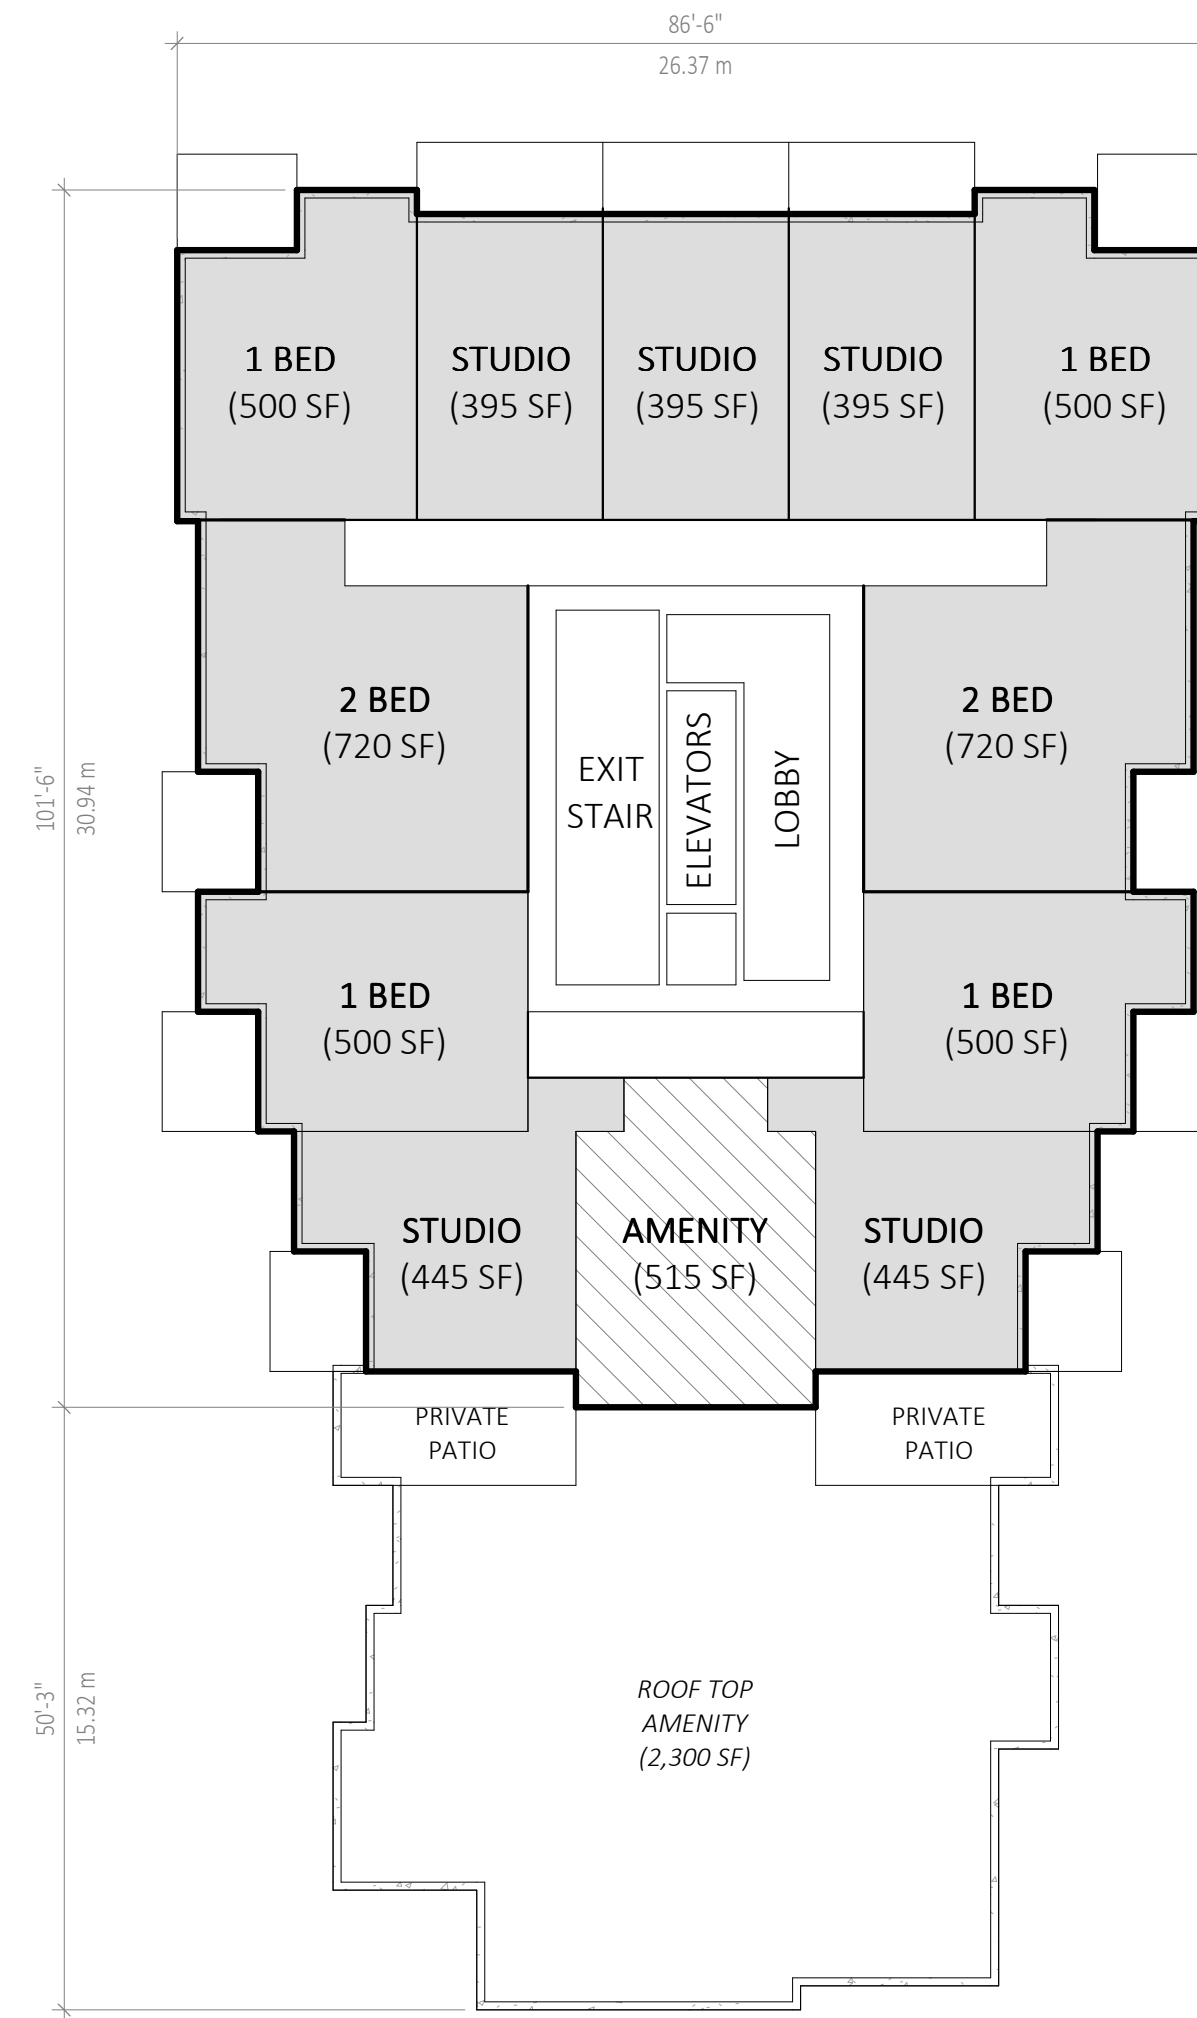 86'-6"
26.37 m
1 BED
(500 SF)
STUDIO
(395 SF)
STUDIO
(395 SF)
STUDIO
(395 SF)
1 BED
(500 SF)
2 BED
(720 SF)
EXIT
STAIR
ELEVATORS
LOBBY
2 BED
(720 SF)
101'-6"
30.94 m
1 BED
(500 SF)
1 BED
(500 SF)
STUDIO
(445 SF)
AMENITY
(515 SF)
STUDIO
(445 SF)
PRIVATE
PATIO
PRIVATE
PATIO
50'-3"
15.32 m
ROOF TOP
AMENITY
(2,300 SF)